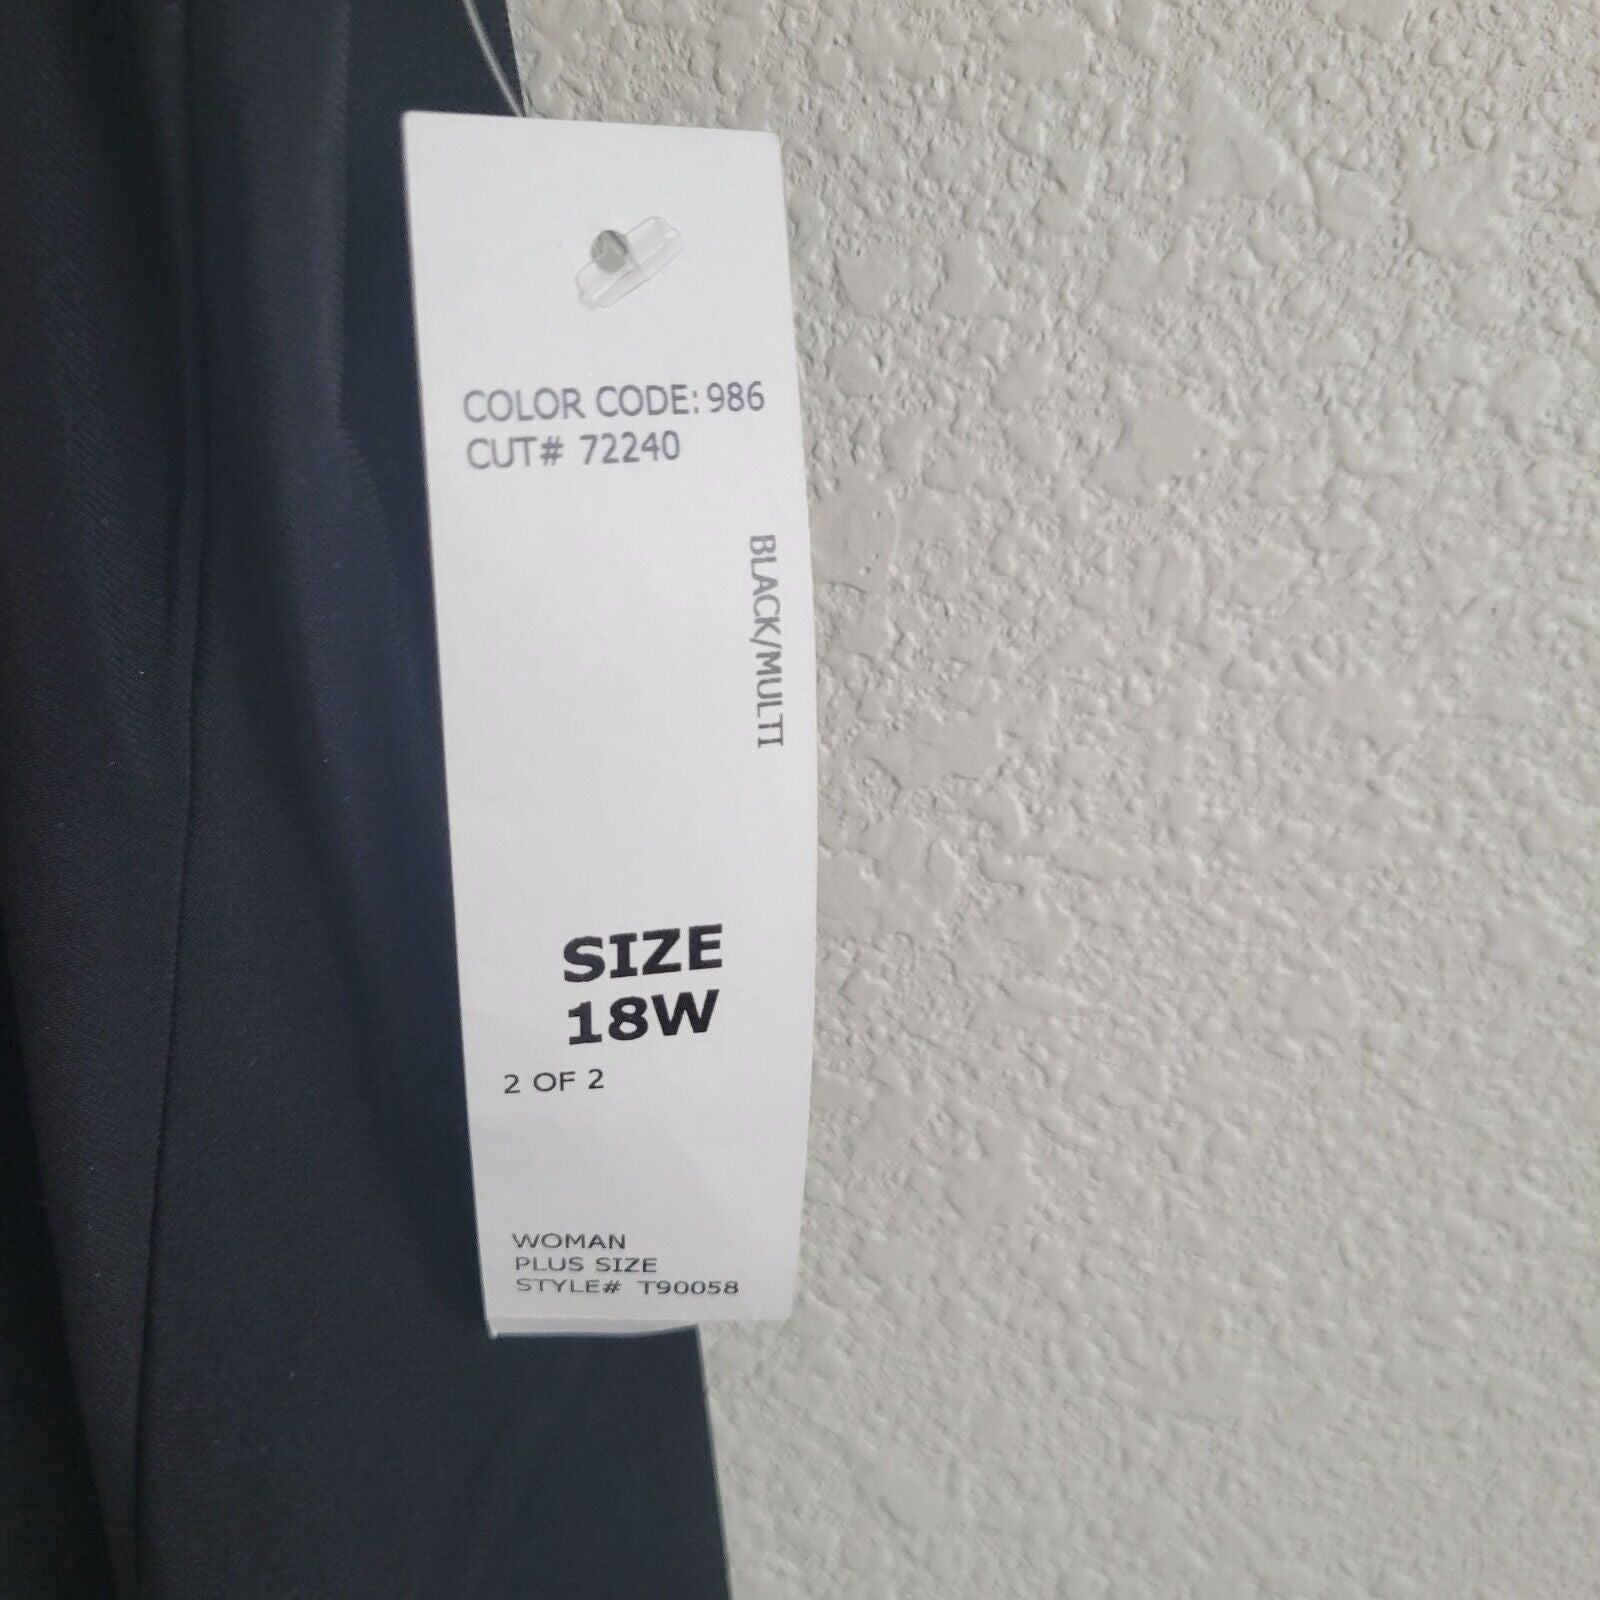 COLOR CODE: 986
CUT# 72240
BLACK/MULTI
SIZE
18W
2 OF 2
WOMAN
PLUS SIZE
STYLE# T90058